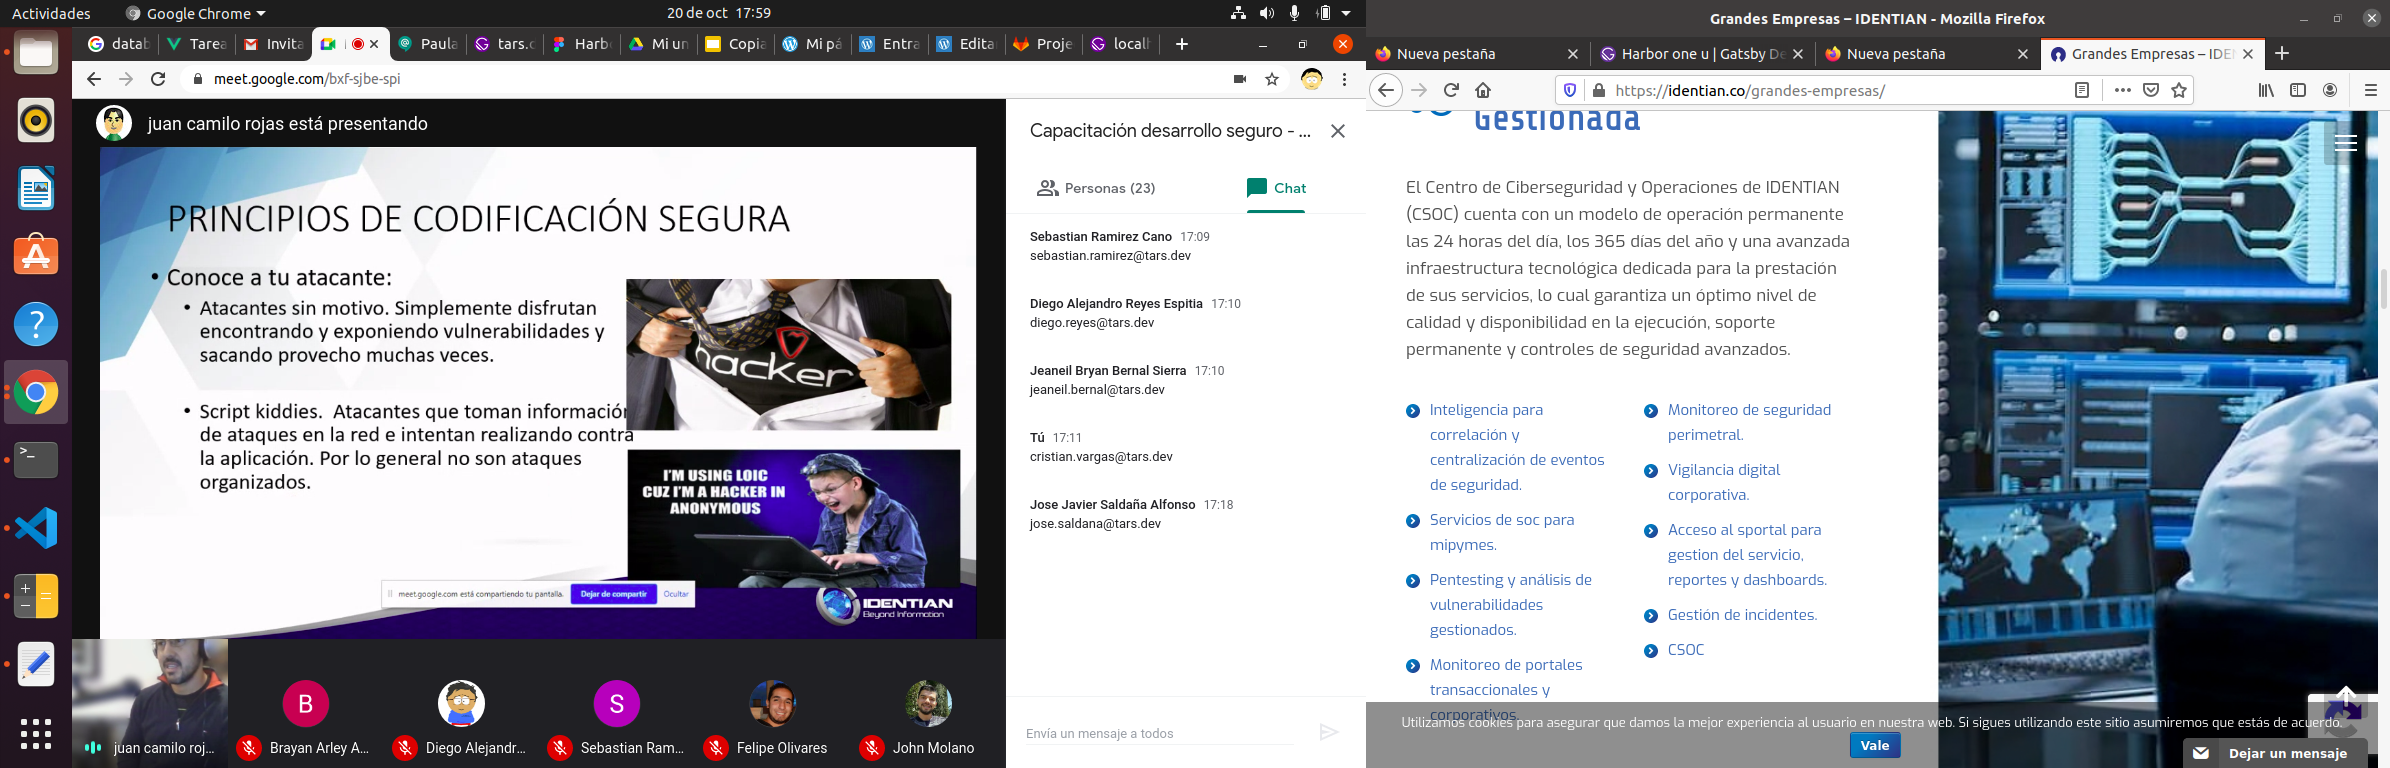 Actividades
Google Chrome
20 de oct 17:59
datab
Tarea
Invita
Paula
tars.c
Harbo
Mi un
Copia
Mi pá
Entra
Edita
Proje
local
meet.google.com/bxf-sjbe-spi
juan camilo rojas está presentando
PRINCIPIOS DE CODIFICACIÓN SEGURA
• Conoce a tu atacante:
• Atacantes sin motivo. Simplemente disfrutan
encontrando y exponiendo vulnerabilidades y
sacando provecho muchas veces.
• Script kiddies. Atacantes que toman información
de ataques en la red e intentan realizando contra
la aplicación. Por lo general no son ataques
organizados.
hacker
I'M USING LOIC
CUZ I'M A HACKER IN
ANONYMOUS
meet.google.com está compartiendo tu pantalla.
Dejar de compartir
Ocultar
IDENTIAN
Beyond Information
juan camilo roj...
B
Brayan Arley A...
Diego Alejandr...
S
Sebastian Ram...
Felipe Olivares
John Molano
Capacitación desarrollo seguro - ...
Personas (23)
Chat
Sebastian Ramirez Cano 17:09
sebastian.ramirez@tars.dev
Diego Alejandro Reyes Espitia 17:10
diego.reyes@tars.dev
Jeaneil Bryan Bernal Sierra 17:10
jeaneil.bernal@tars.dev
Tú 17:11
cristian.vargas@tars.dev
Jose Javier Saldaña Alfonso 17:18
jose.saldana@tars.dev
Envía un mensaje a todos
Grandes Empresas – IDENTIAN - Mozilla Firefox
Nueva pestaña
Harbor one u | Gatsby De
Nueva pestaña
Grandes Empresas – IDEN
https://identian.co/grandes-empresas/
Gestionada
El Centro de Ciberseguridad y Operaciones de IDENTIAN
(CSOC) cuenta con un modelo de operación permanente
las 24 horas del día, los 365 días del año y una avanzada
infraestructura tecnológica dedicada para la prestación
de sus servicios, lo cual garantiza un óptimo nivel de
calidad y disponibilidad en la ejecución, soporte
permanente y controles de seguridad avanzados.
Inteligencia para
correlación y
centralización de eventos
de seguridad.
Servicios de soc para
mipymes.
Pentesting y análisis de
vulnerabilidades
gestionados.
Monitoreo de portales
transaccionales y
corporativos.
Monitoreo de seguridad
perimetral.
Vigilancia digital
corporativa.
Acceso al sportal para
gestion del servicio,
reportes y dashboards.
Gestión de incidentes.
CSOC
Utilizamos cookies para asegurar que damos la mejor experiencia al usuario en nuestra web. Si sigues utilizando este sitio asumiremos que estás de acuerdo.
Vale
Dejar un mensaje